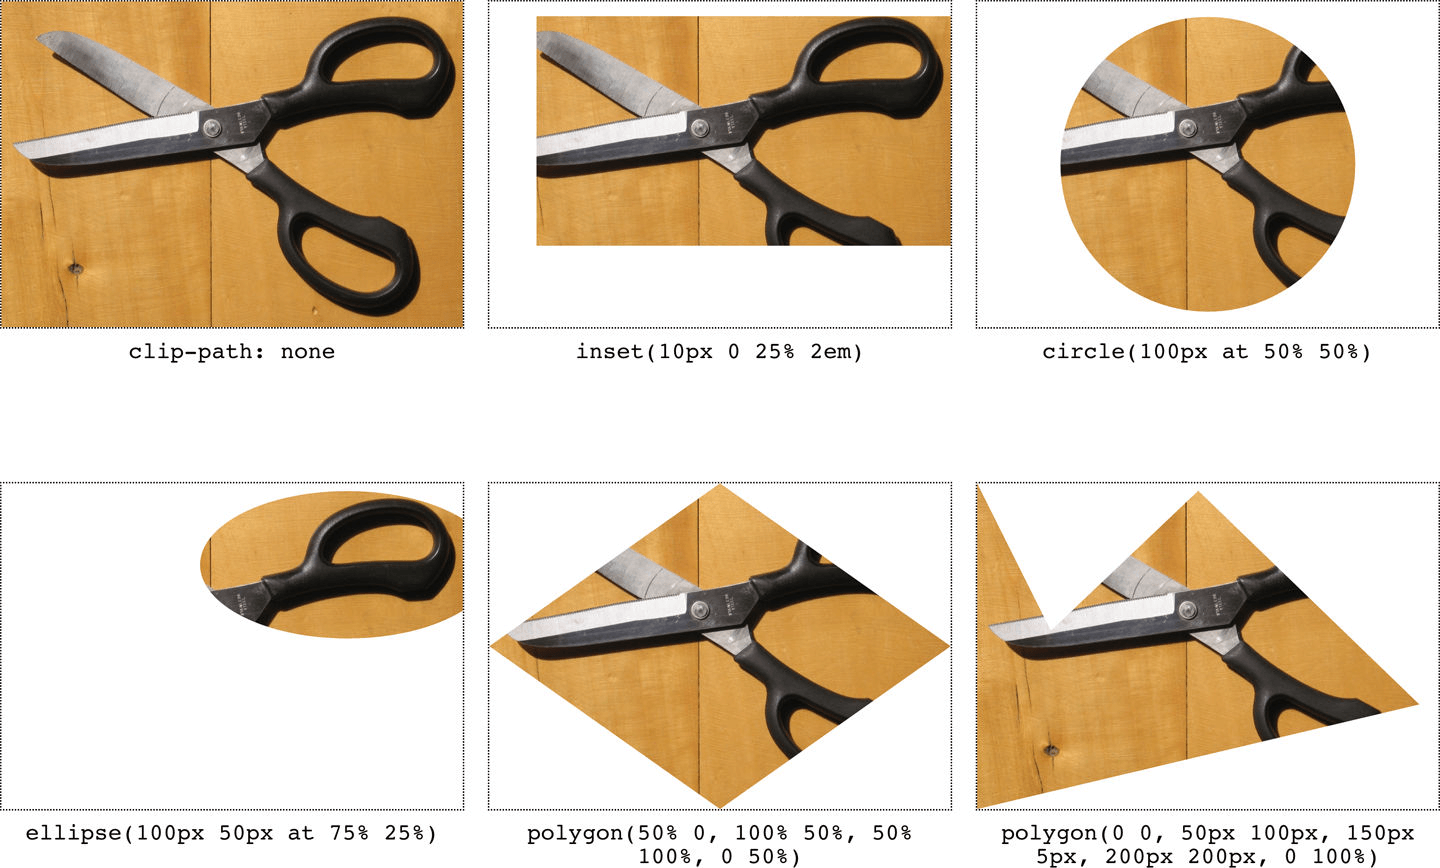 clip-path: none
inset(10px 0 25% 2em)
circle(100px at 50% 50%)
ellipse(100px 50px at 75% 25%)
polygon(50% 0, 100% 50%, 50%
100%, 0 50%)
polygon(0 0, 50px 100px, 150px
5px, 200px 200px, 0 100%)